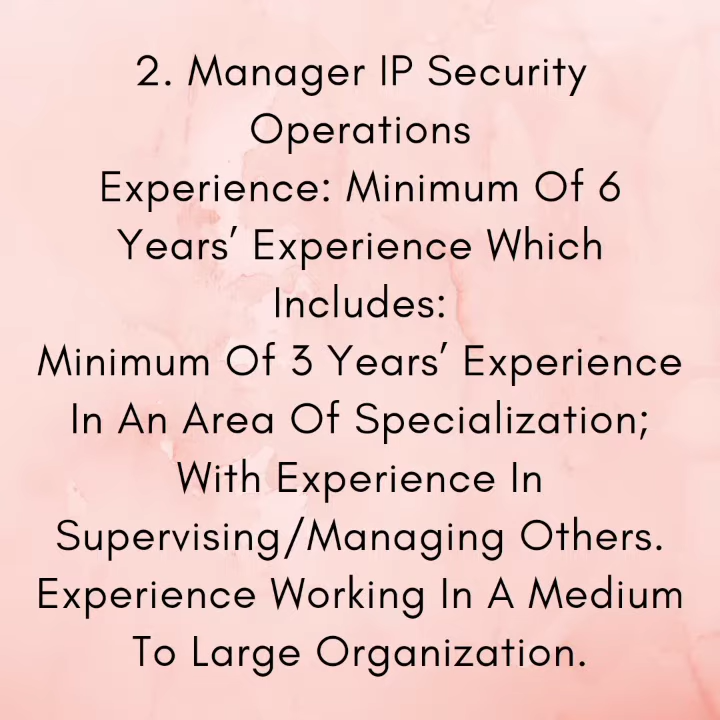 2. Manager IP Security
Operations
Experience: Minimum Of 6
Years’ Experience Which
Includes:
Minimum Of 3 Years’ Experience
In An Area Of Specialization;
With Experience In
Supervising/Managing Others.
Experience Working In A Medium
To Large Organization.